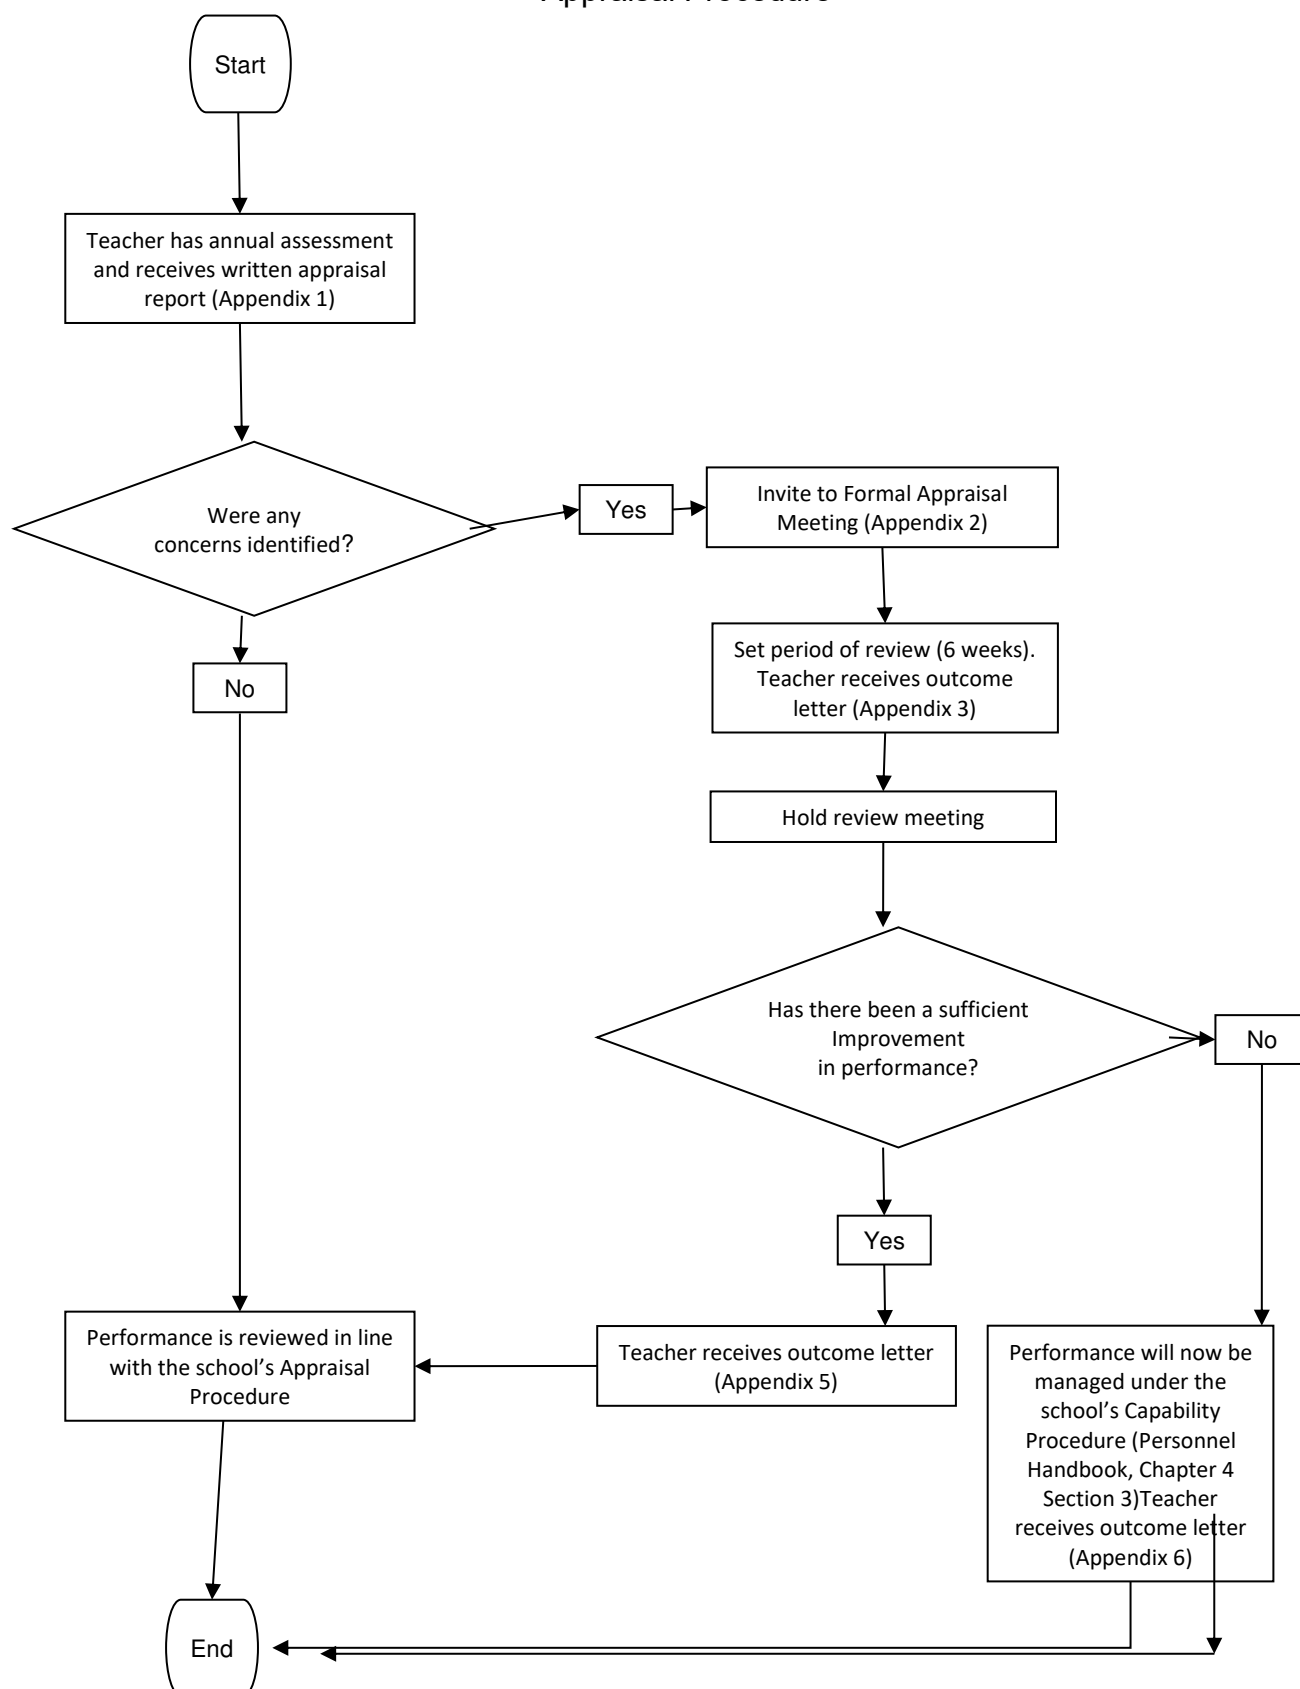 Appraisal Procedure
Start
Teacher has annual assessment
and receives written appraisal
report (Appendix 1)
Were any
concerns identified?
Yes
Invite to Formal Appraisal
Meeting (Appendix 2)
No
Set period of review (6 weeks).
Teacher receives outcome
letter (Appendix 3)
Hold review meeting
Has there been a sufficient
Improvement
in performance?
No
Yes
Performance is reviewed in line
with the school’s Appraisal
Procedure
Teacher receives outcome letter
(Appendix 5)
Performance will now be
managed under the
school’s Capability
Procedure (Personnel
Handbook, Chapter 4
Section 3)Teacher
receives outcome letter
(Appendix 6)
End